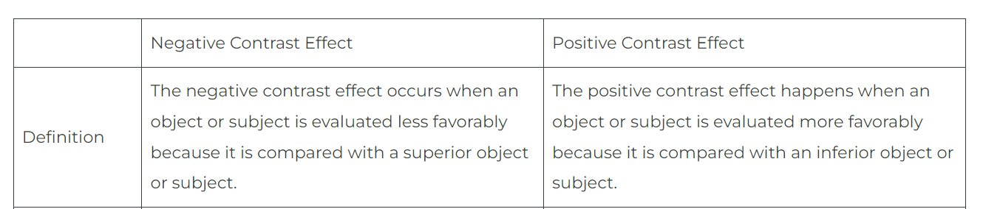 Negative Contrast Effect
Positive Contrast Effect
Definition
The negative contrast effect occurs when an
object or subject is evaluated less favorably
because it is compared with a superior object
or subject.
The positive contrast effect happens when an
object or subject is evaluated more favorably
because it is compared with an inferior object or
subject.